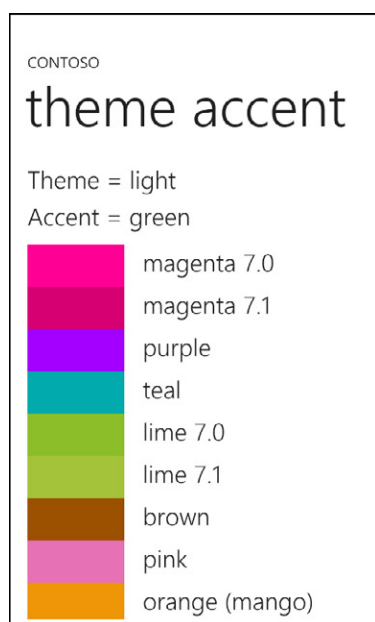 CONTOSO
theme accent
Theme = light
Accent = green
magenta 7.0
magenta 7.1
purple
teal
lime 7.0
lime 7.1
brown
pink
orange (mango)